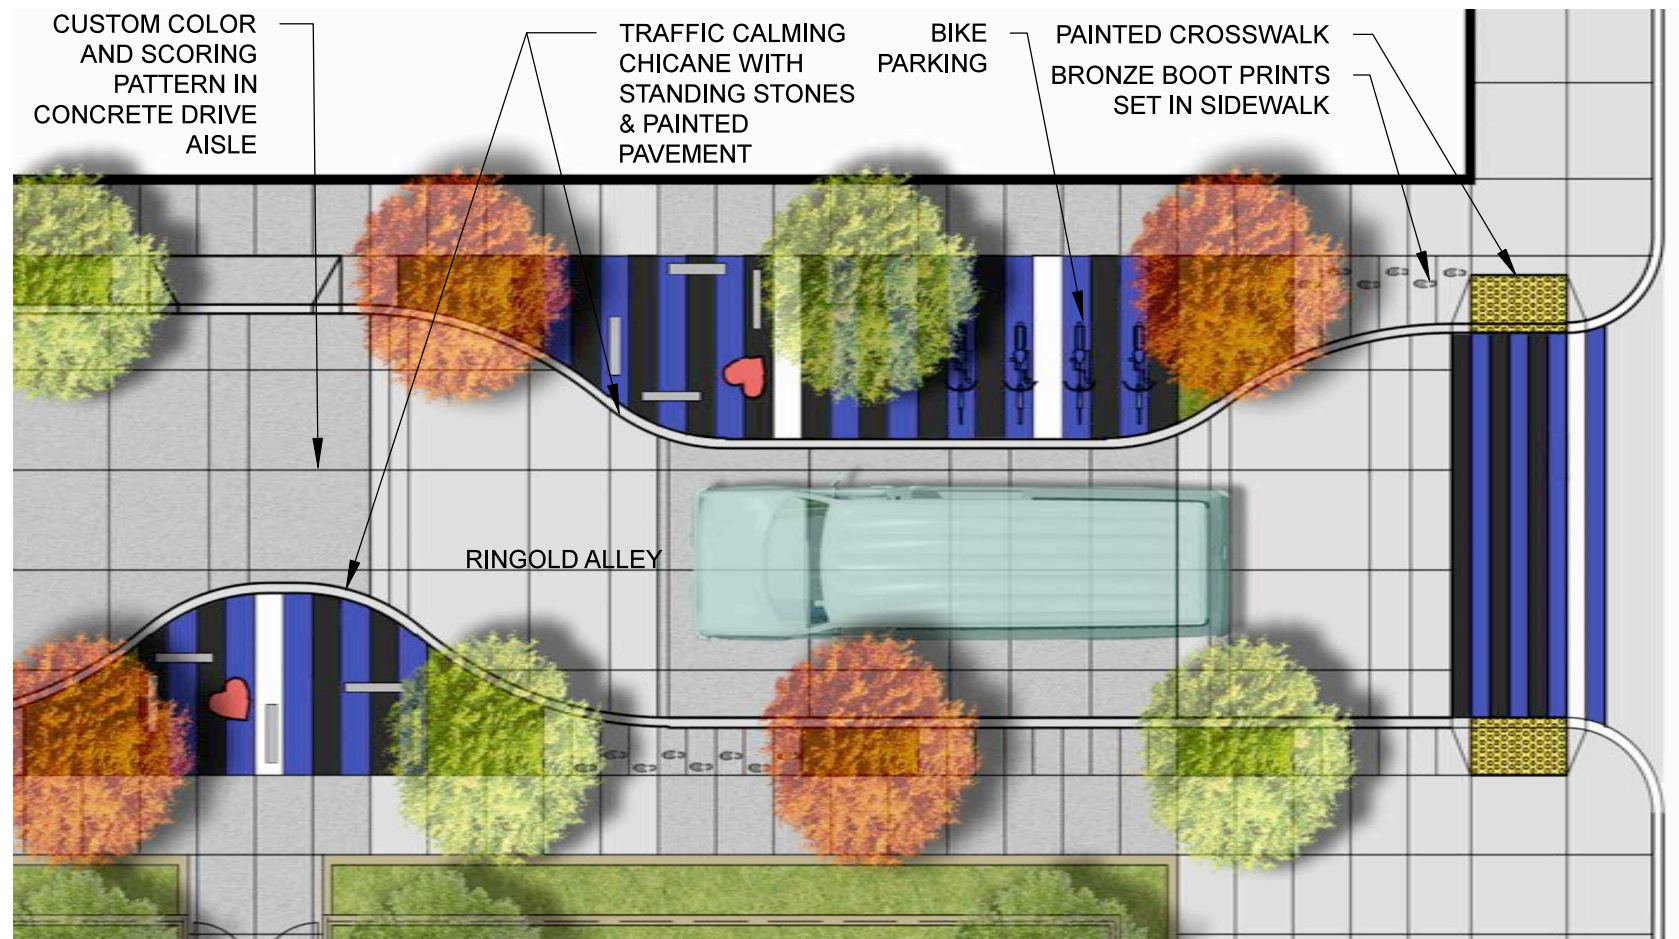 CUSTOM COLOR
AND SCORING
PATTERN IN
CONCRETE DRIVE
AISLE
TRAFFIC CALMING
CHICANE WITH
STANDING STONES
& PAINTED
PAVEMENT
BIKE
PARKING
PAINTED CROSSWALK
BRONZE BOOT PRINTS
SET IN SIDEWALK
RINGOLD ALLEY